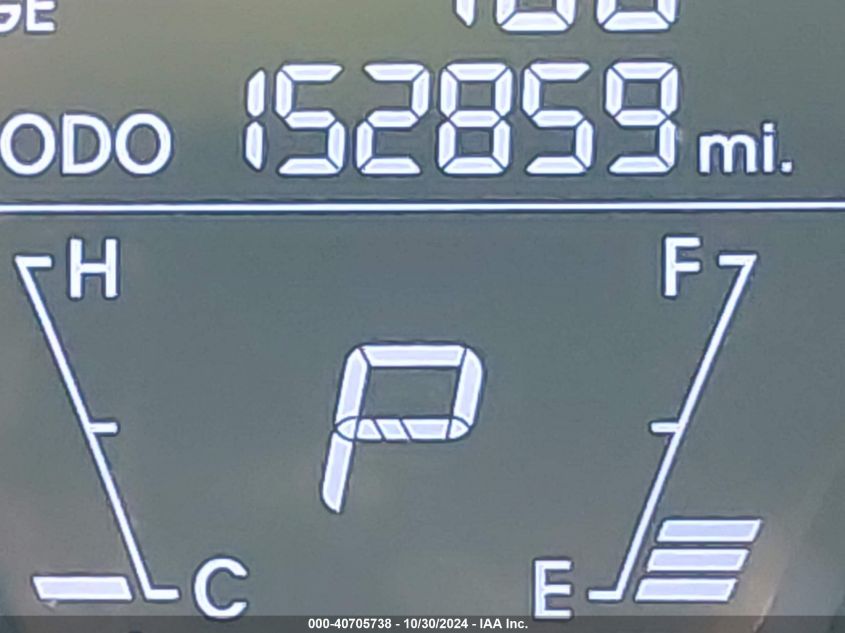 ODO 152859 mi.
H F
P
C E
000-40705738 - 10/30/2024 - IAA Inc.